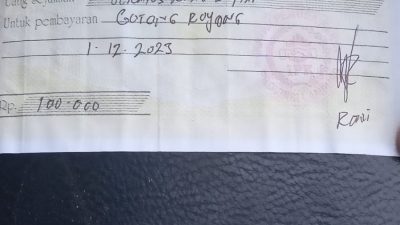 Untuk pembayaran GOTONG ROYONG
1.12.2023
Rp. 100.000
Roni